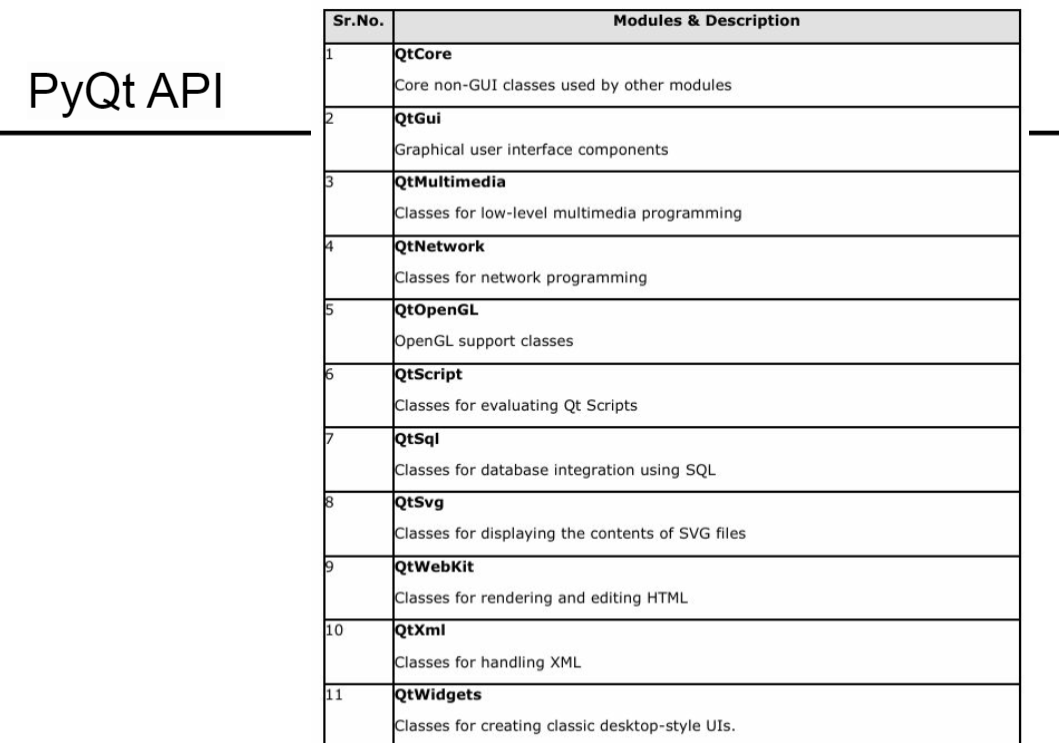 PyQt API
Sr.No. Modules & Description
1 QtCore
Core non-GUI classes used by other modules
2 QtGui
Graphical user interface components
3 QtMultimedia
Classes for low-level multimedia programming
4 QtNetwork
Classes for network programming
5 QtOpenGL
OpenGL support classes
6 QtScript
Classes for evaluating Qt Scripts
7 QtSql
Classes for database integration using SQL
8 QtSvg
Classes for displaying the contents of SVG files
9 QtWebKit
Classes for rendering and editing HTML
10 QtXml
Classes for handling XML
11 QtWidgets
Classes for creating classic desktop-style UIs.